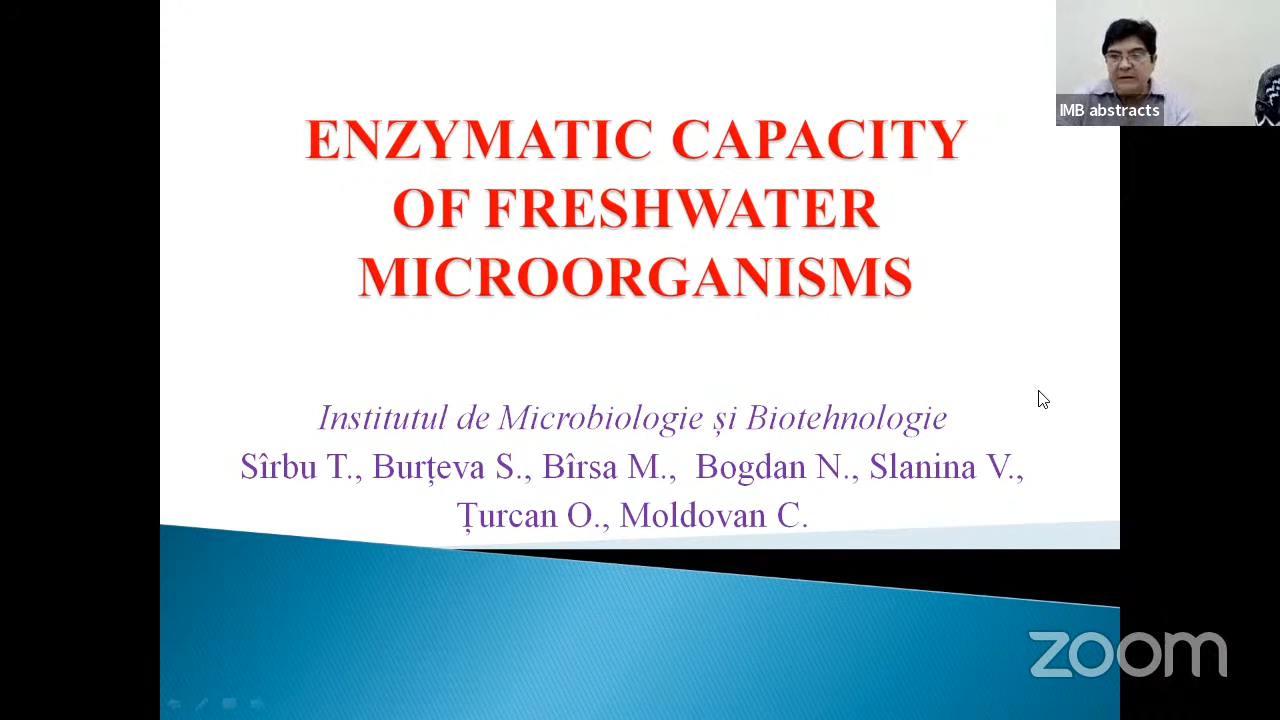 ENZYMATIC CAPACITY
OF FRESHWATER
MICROORGANISMS
Institutul de Microbiologie și Biotehnologie
Sîrbu T., Burțeva S., Bîrsa M., Bogdan N., Slanina V.,
Țurcan O., Moldovan C.
IMB abstracts
zoom